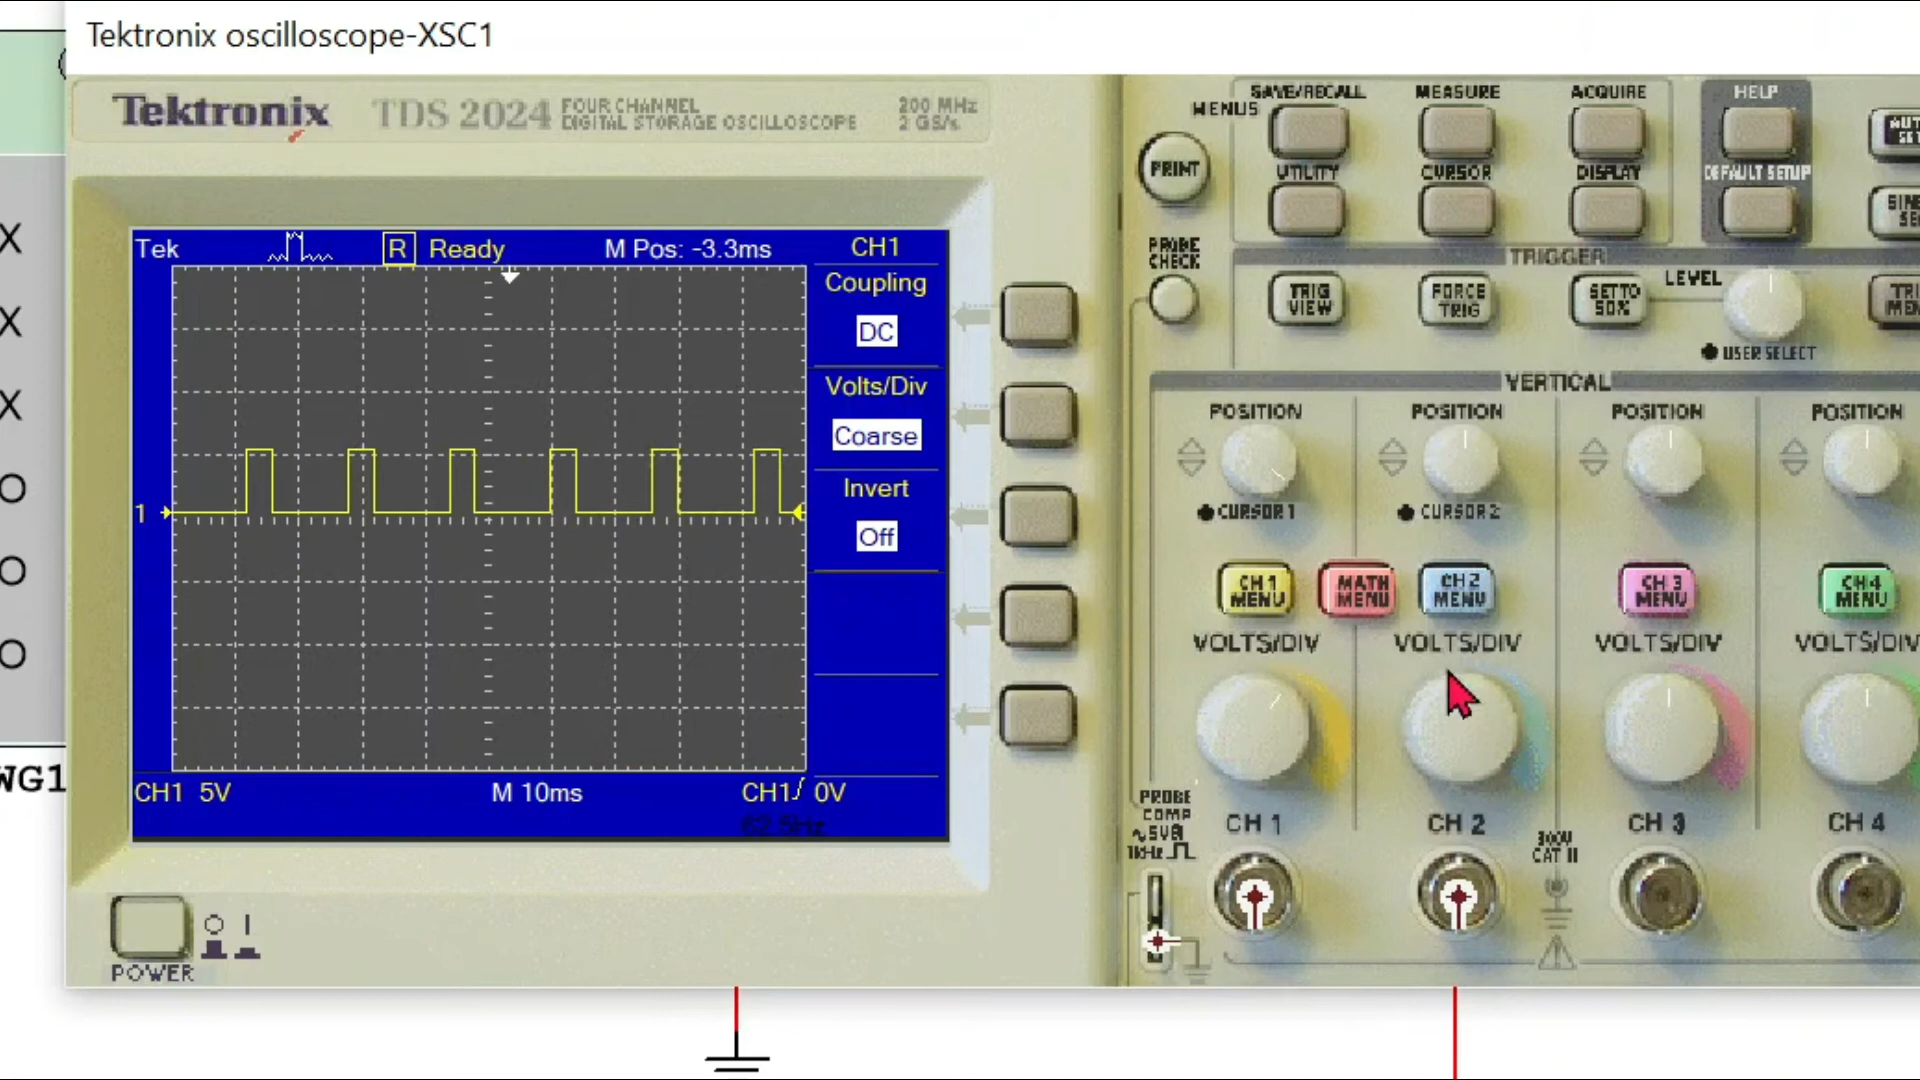 Tektronix oscilloscope-XSC1
Tektronix TDS 2024 FOUR CHANNEL
DIGITAL STORAGE OSCILLOSCOPE
200 MHz
2 GS/s
Tek R Ready M Pos: -3.3ms CH1
Coupling
DC
Volts/Div
Coarse
Invert
Off
1
CH1 5V M 10ms CH1 0V
62.5Hz
POWER
MENUS
SAVE/RECALL MEASURE ACQUIRE HELP
UTILITY CURSOR DISPLAY DEFAULT SETUP
PRINT
PROBE
CHECK
TRIGGER
TRIG
VIEW
FORCE
TRIG
SET TO
50%
LEVEL
USER SELECT
VERTICAL
POSITION POSITION POSITION POSITION
CURSOR 1 CURSOR 2
CH 1
MENU
MATH
MENU
CH 2
MENU
CH 3
MENU
CH 4
MENU
VOLTS/DIV VOLTS/DIV VOLTS/DIV VOLTS/DIV
CH 1 CH 2 CH 3 CH 4
PROBE
COMP
300V
CAT II
X
X
X
O
O
O
WG1